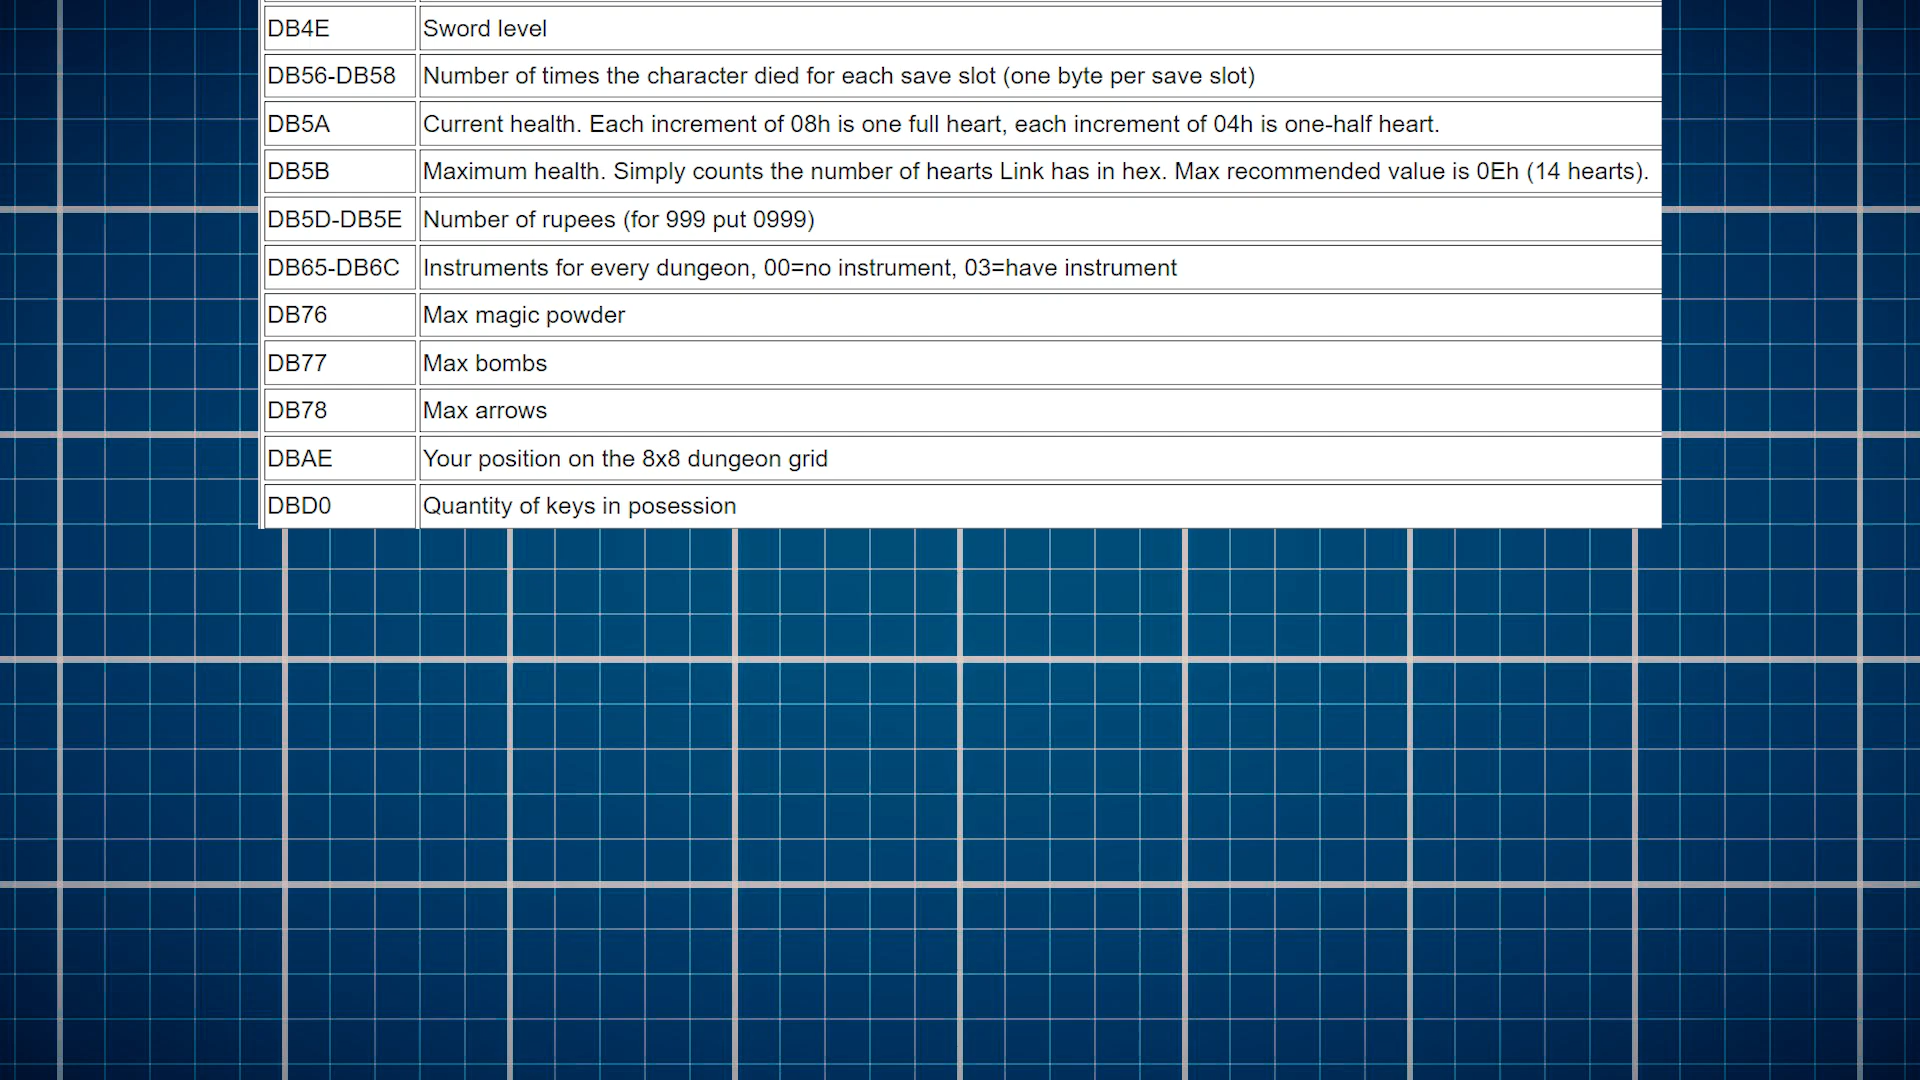 DB4E Sword level
DB56-DB58 Number of times the character died for each save slot (one byte per save slot)
DB5A Current health. Each increment of 08h is one full heart, each increment of 04h is one-half heart.
DB5B Maximum health. Simply counts the number of hearts Link has in hex. Max recommended value is 0Eh (14 hearts).
DB5D-DB5E Number of rupees (for 999 put 0999)
DB65-DB6C Instruments for every dungeon, 00=no instrument, 03=have instrument
DB76 Max magic powder
DB77 Max bombs
DB78 Max arrows
DBAE Your position on the 8x8 dungeon grid
DBD0 Quantity of keys in posession